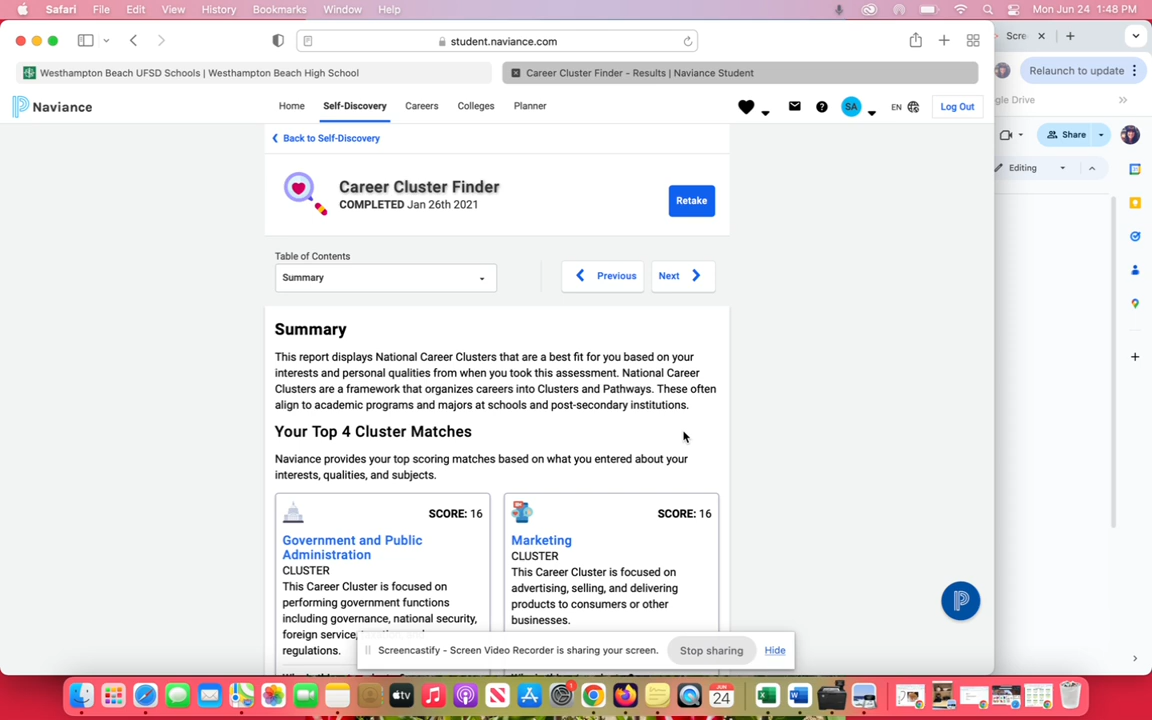 Safari File Edit View History Bookmarks Window Help Mon Jun 24 1:48 PM
student.naviance.com
Scre
Westhampton Beach UFSD Schools | Westhampton Beach High School
Career Cluster Finder - Results | Naviance Student
Relaunch to update
gle Drive
Naviance
Home Self-Discovery Careers Colleges Planner
SA
EN
Log Out
Share
Editing
Back to Self-Discovery
Career Cluster Finder
COMPLETED Jan 26th 2021
Retake
Table of Contents
Summary
Previous
Next
Summary
This report displays National Career Clusters that are a best fit for you based on your
interests and personal qualities from when you took this assessment. National Career
Clusters are a framework that organizes careers into Clusters and Pathways. These often
align to academic programs and majors at schools and post-secondary institutions.
Your Top 4 Cluster Matches
Naviance provides your top scoring matches based on what you entered about your
interests, qualities, and subjects.
SCORE: 16
Government and Public
Administration
CLUSTER
This Career Cluster is focused on
performing government functions
including governance, national security,
foreign service,
regulations.
SCORE: 16
Marketing
CLUSTER
This Career Cluster is focused on
advertising, selling, and delivering
products to consumers or other
businesses.
Screencastify - Screen Video Recorder is sharing your screen.
Stop sharing
Hide
tv
JUN
24